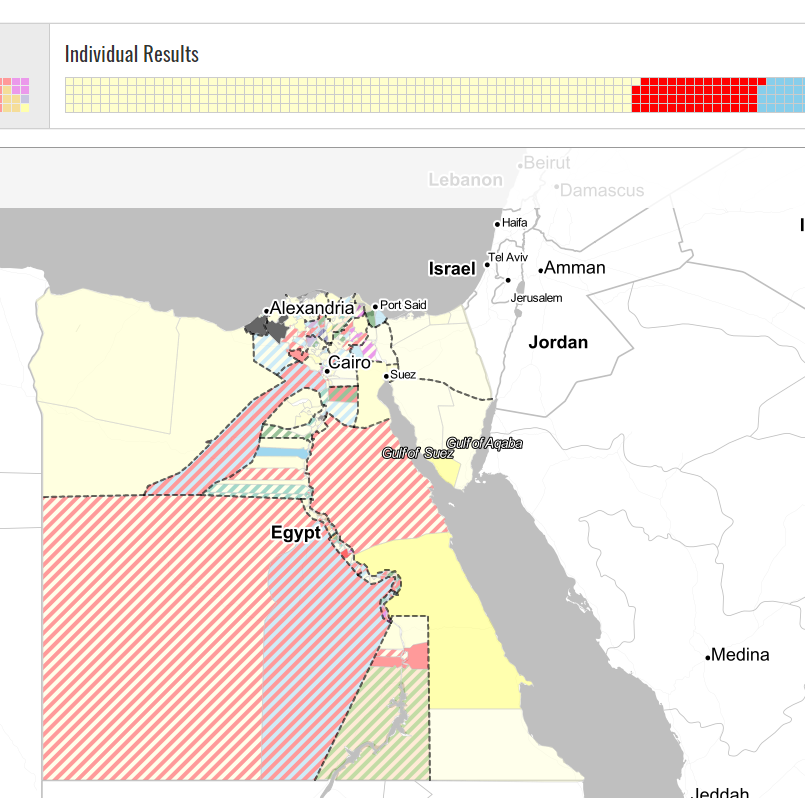 Individual Results
Beirut
Lebanon
Damascus
Haifa
Tel Aviv
Israel
Amman
Jerusalem
Port Said
Alexandria
Jordan
Cairo
Suez
Gulf of Suez
Gulf of Aqaba
Egypt
Medina
Jeddah